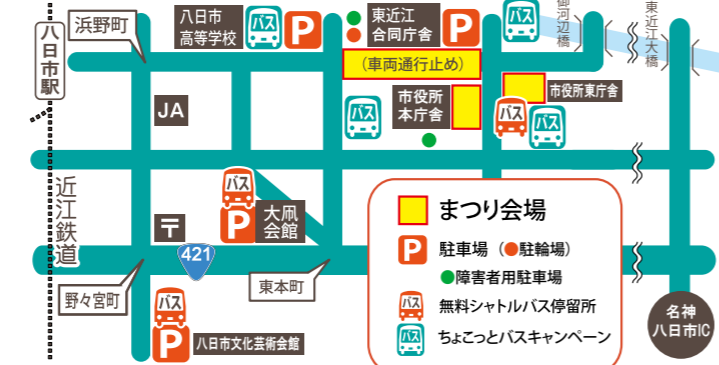 八日市駅
浜野町
八日市
高等学校
バス
P
東近江
合同庁舎
P
バス
御河辺橋
東近江大橋
(車両通行止め)
JA
バス
市役所
本庁舎
市役所東庁舎
バス
バス
近江鉄道
バス
P
大凧
会館
〒
421
野々宮町
東本町
バス
P
八日市文化芸術会館
まつり会場
P 駐車場 (●駐輪場)
●障害者用駐車場
バス 無料シャトルバス停留所
バス ちょこっとバスキャンペーン
名神
八日市IC